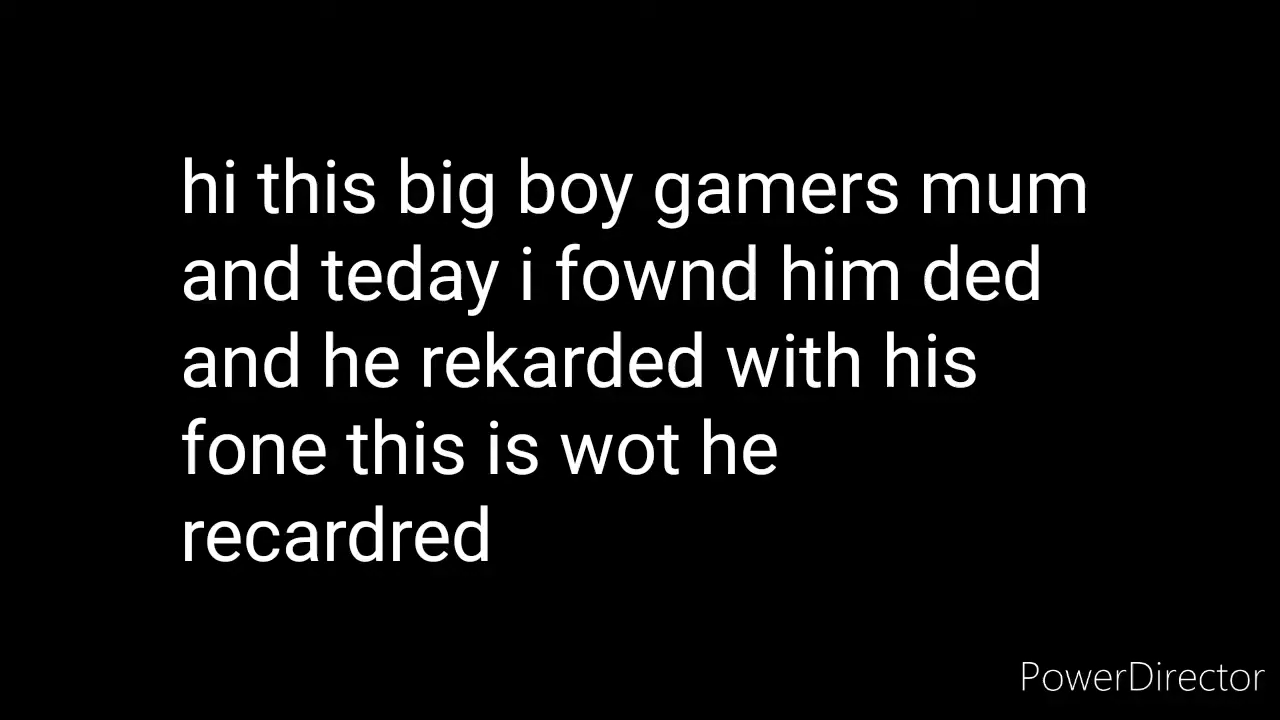 hi this big boy gamers mum
and teday i fownd him ded
and he rekarded with his
fone this is wot he
recardred
PowerDirector